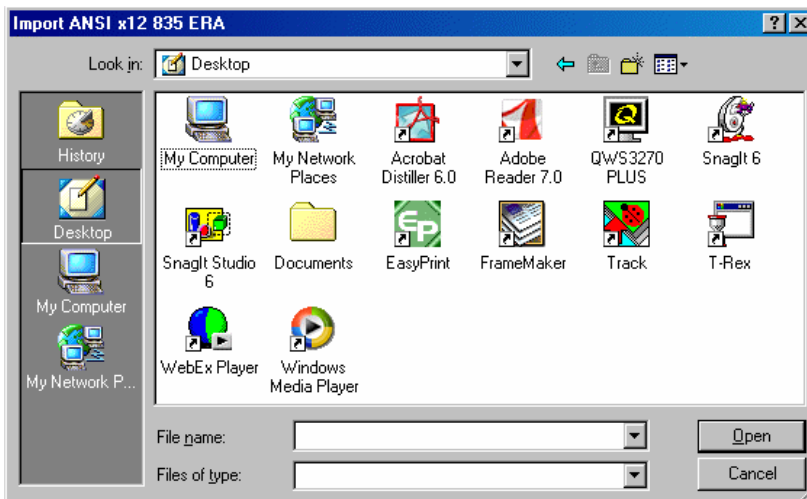 Import ANSI x12 835 ERA
Look in:
Desktop
History
Desktop
My Computer
My Network P...
My Computer
My Network
Places
Acrobat
Distiller 6.0
Adobe
Reader 7.0
QWS3270
PLUS
SnagIt 6
SnagIt Studio
6
Documents
EP
EasyPrint
FrameMaker
Track
T-Rex
WebEx Player
Windows
Media Player
File name:
Open
Files of type:
Cancel